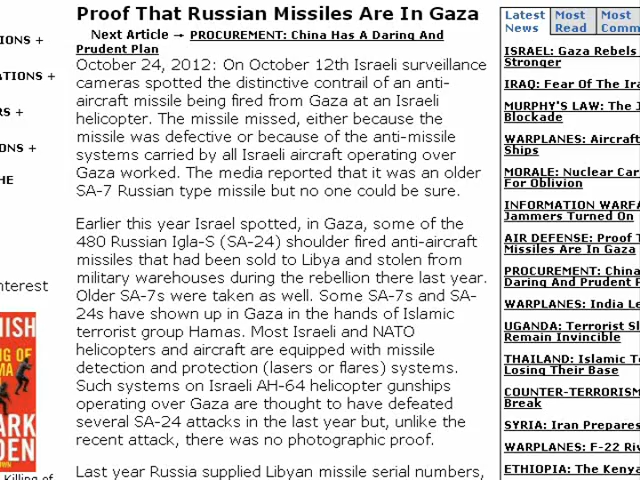 Proof That Russian Missiles Are In Gaza
Next Article → PROCUREMENT: China Has A Daring And
Prudent Plan
October 24, 2012: On October 12th Israeli surveillance
cameras spotted the distinctive contrail of an anti-
aircraft missile being fired from Gaza at an Israeli
helicopter. The missile missed, either because the
missile was defective or because of the anti-missile
systems carried by all Israeli aircraft operating over
Gaza worked. The media reported that it was an older
SA-7 Russian type missile but no one could be sure.
Earlier this year Israel spotted, in Gaza, some of the
480 Russian Igla-S (SA-24) shoulder fired anti-aircraft
missiles that had been sold to Libya and stolen from
military warehouses during the rebellion there last year.
Older SA-7s were taken as well. Some SA-7s and SA-
24s have shown up in Gaza in the hands of Islamic
terrorist group Hamas. Most Israeli and NATO
helicopters and aircraft are equipped with missile
detection and protection (lasers or flares) systems.
Such systems on Israeli AH-64 helicopter gunships
operating over Gaza are thought to have defeated
several SA-24 attacks in the last year but, unlike the
recent attack, there was no photographic proof.
Last year Russia supplied Libyan missile serial numbers,
IONS +
ATIONS +
RS +
ONS +
HE
nterest
NISH
NG OF
MA
ARK
DEN
Killing of
Latest News
Most Read
Most Comm
ISRAEL: Gaza Rebels
Stronger
IRAQ: Fear Of The Ira
MURPHY'S LAW: The I
Blockade
WARPLANES: Aircraft
Ships
MORALE: Nuclear Car
For Oblivion
INFORMATION WARFA
Jammers Turned On
AIR DEFENSE: Proof T
Missiles Are In Gaza
PROCUREMENT: China
Daring And Prudent P
WARPLANES: India Le
UGANDA: Terrorist Sl
Remain Invincible
THAILAND: Islamic Te
Losing Their Base
COUNTER-TERRORISM
Break
SYRIA: Iran Prepares
WARPLANES: F-22 Riv
ETHIOPIA: The Kenya